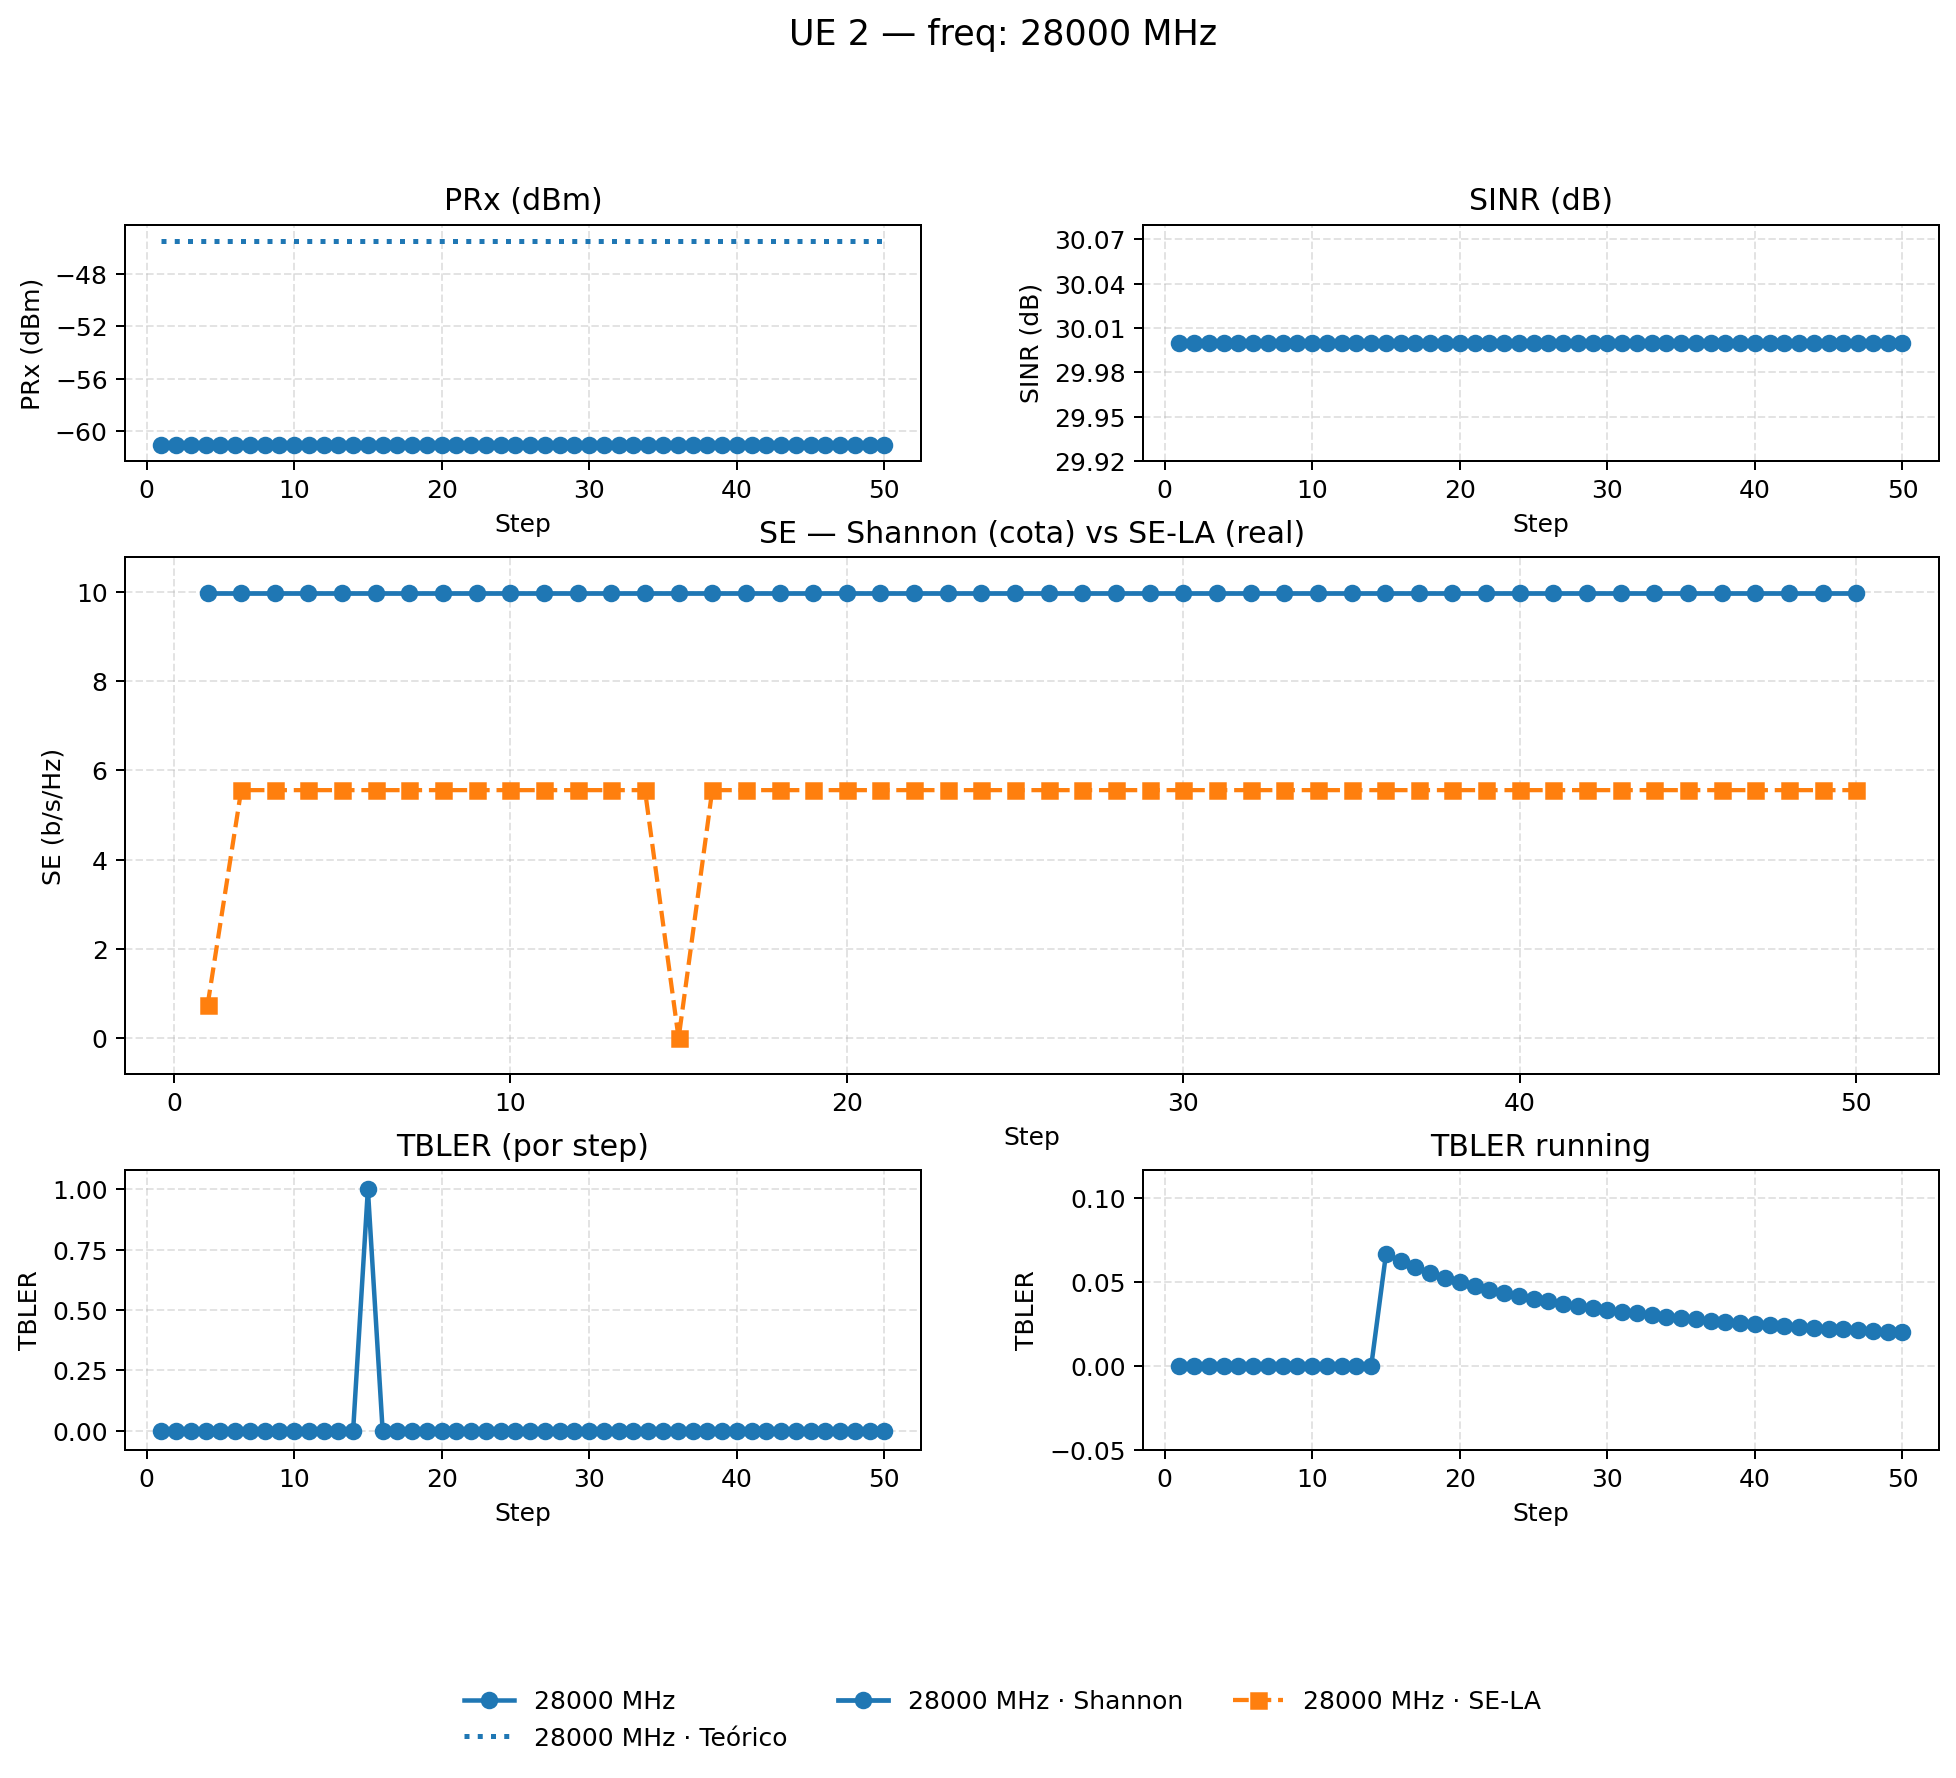 UE 2 — freq: 28000 MHz
PRx (dBm)
PRx (dBm)
−48
−52
−56
−60
0 10 20 30 40 50
Step
SINR (dB)
SINR (dB)
30.07
30.04
30.01
29.98
29.95
29.92
0 10 20 30 40 50
Step
SE — Shannon (cota) vs SE-LA (real)
SE (b/s/Hz)
10
8
6
4
2
0
0 10 20 30 40 50
Step
TBLER (por step)
TBLER
1.00
0.75
0.50
0.25
0.00
0 10 20 30 40 50
Step
TBLER running
TBLER
0.10
0.05
0.00
−0.05
0 10 20 30 40 50
Step
28000 MHz
28000 MHz · Teórico
28000 MHz · Shannon
28000 MHz · SE-LA